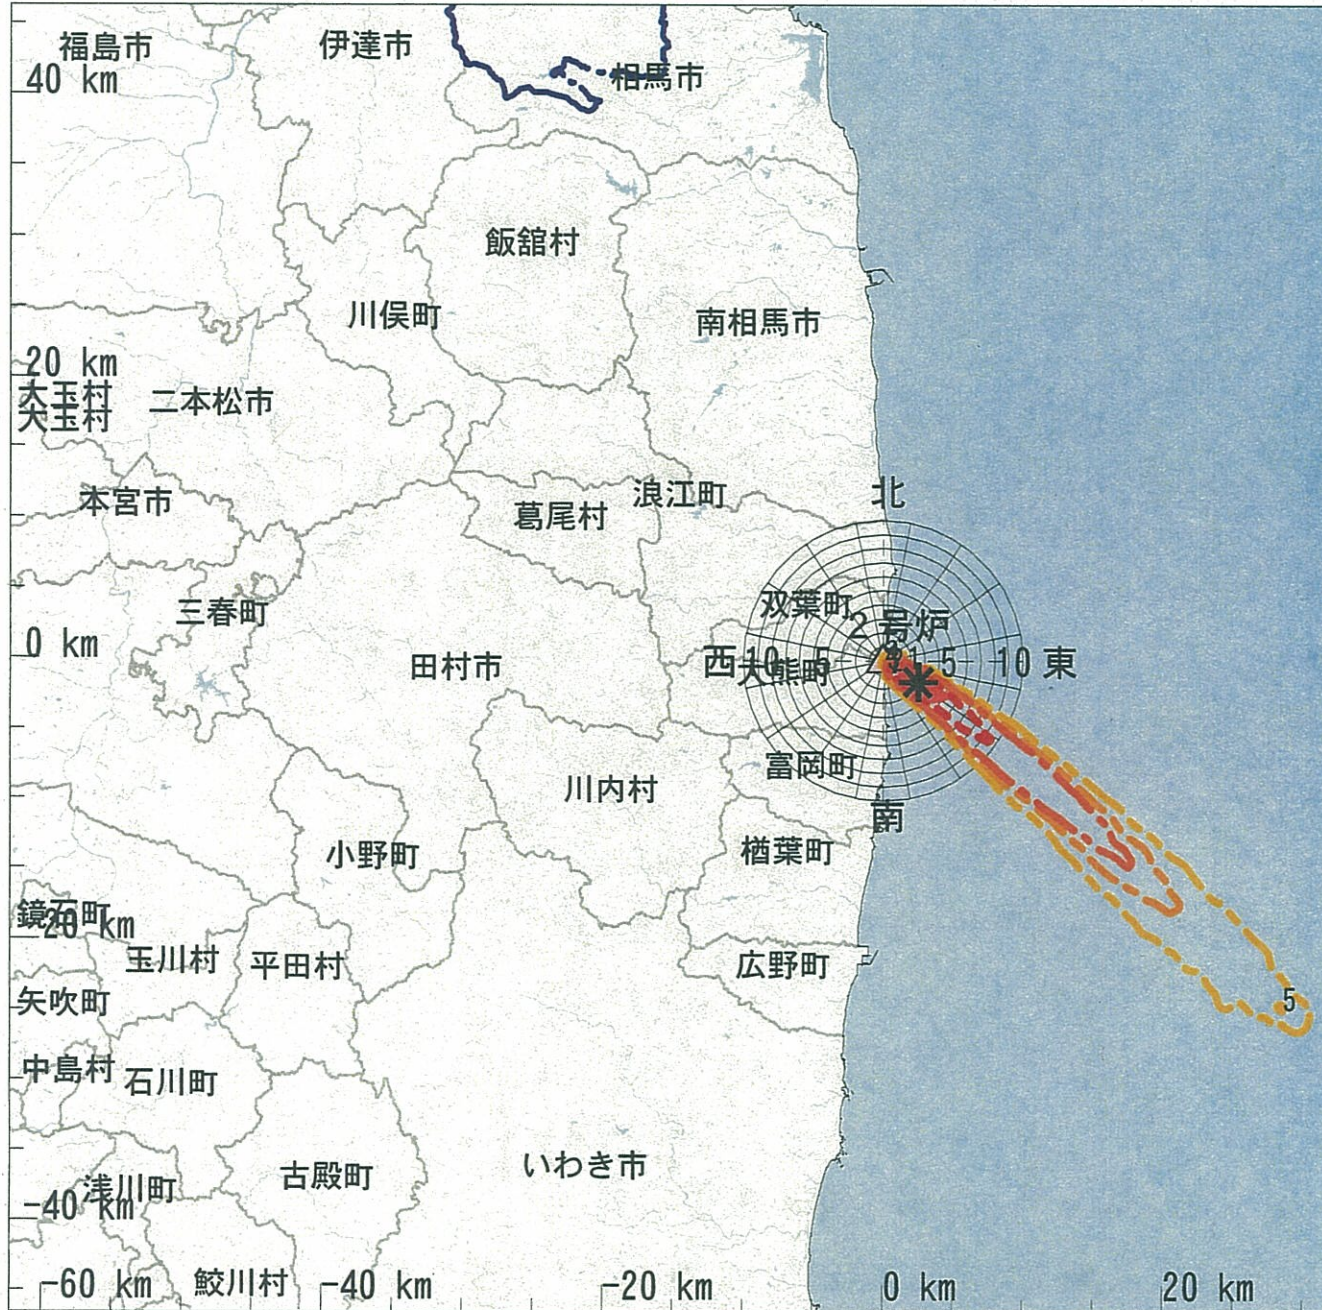 福島市
伊達市
相馬市
40 km
飯舘村
川俣町
南相馬市
20 km
大玉村
大玉村
二本松市
本宮市
葛尾村
浪江町
北
三春町
双葉町
2号炉
0 km
田村市
西
10
5
大熊町
1
5
10
東
富岡町
川内村
南
小野町
楢葉町
鏡石町
-20 km
玉川村
平田村
広野町
矢吹町
5
中島村
石川町
いわき市
古殿町
浅川町
-40 km
-60 km
鮫川村
-40 km
-20 km
0 km
20 km